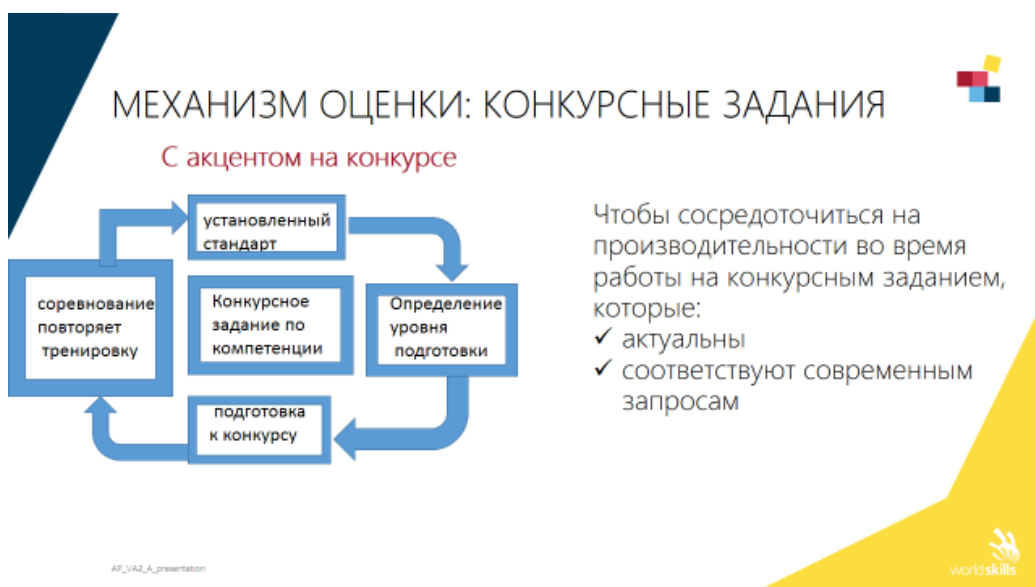 МЕХАНИЗМ ОЦЕНКИ: КОНКУРСНЫЕ ЗАДАНИЯ
С акцентом на конкурсе
установленный
стандарт
Определение
уровня
подготовки
подготовка
к конкурсу
соревнование
повторяет
тренировку
Конкурсное
задание по
компетенции
Чтобы сосредоточиться на
производительности во время
работы на конкурсным заданием,
которые:
✓ актуальны
✓ соответствуют современным
запросам
AP_VA2_A_presentation
worldskills